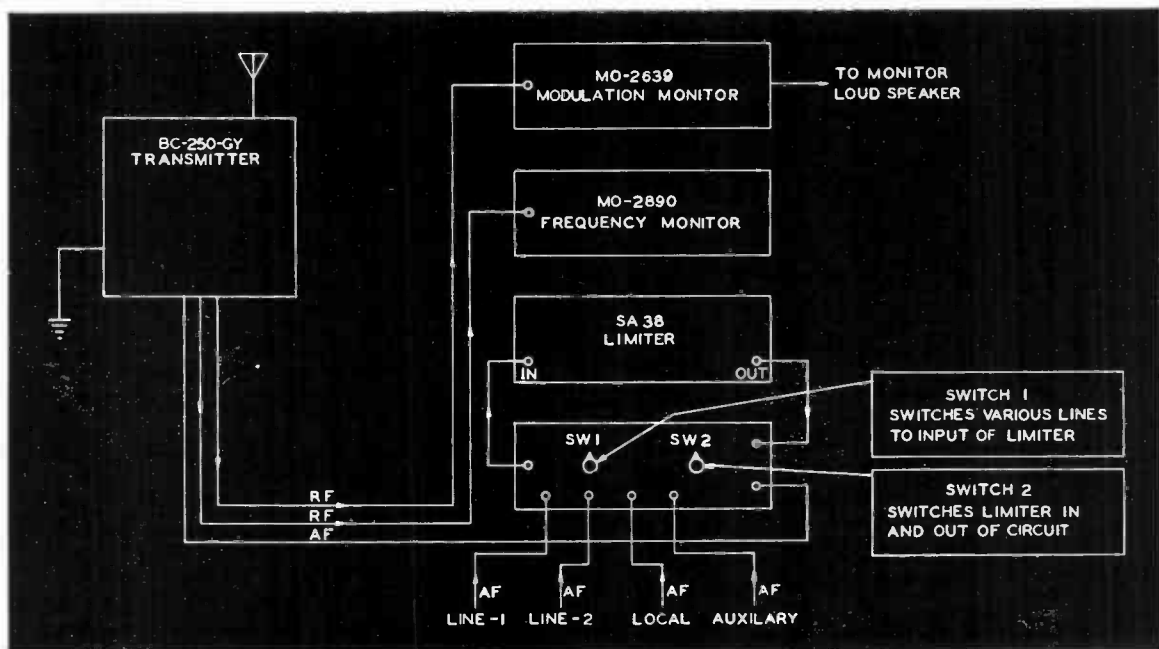 BC-250-GY
TRANSMITTER
MO-2639
MODULATION MONITOR
TO MONITOR
LOUD SPEAKER
MO-2890
FREQUENCY MONITOR
SA 38
LIMITER
IN
OUT
SW1
SW2
SWITCH 1
SWITCHES VARIOUS LINES
TO INPUT OF LIMITER
SWITCH 2
SWITCHES LIMITER IN
AND OUT OF CIRCUIT
RF
RF
AF
AF
AF
AF
AF
LINE-1
LINE-2
LOCAL
AUXILARY